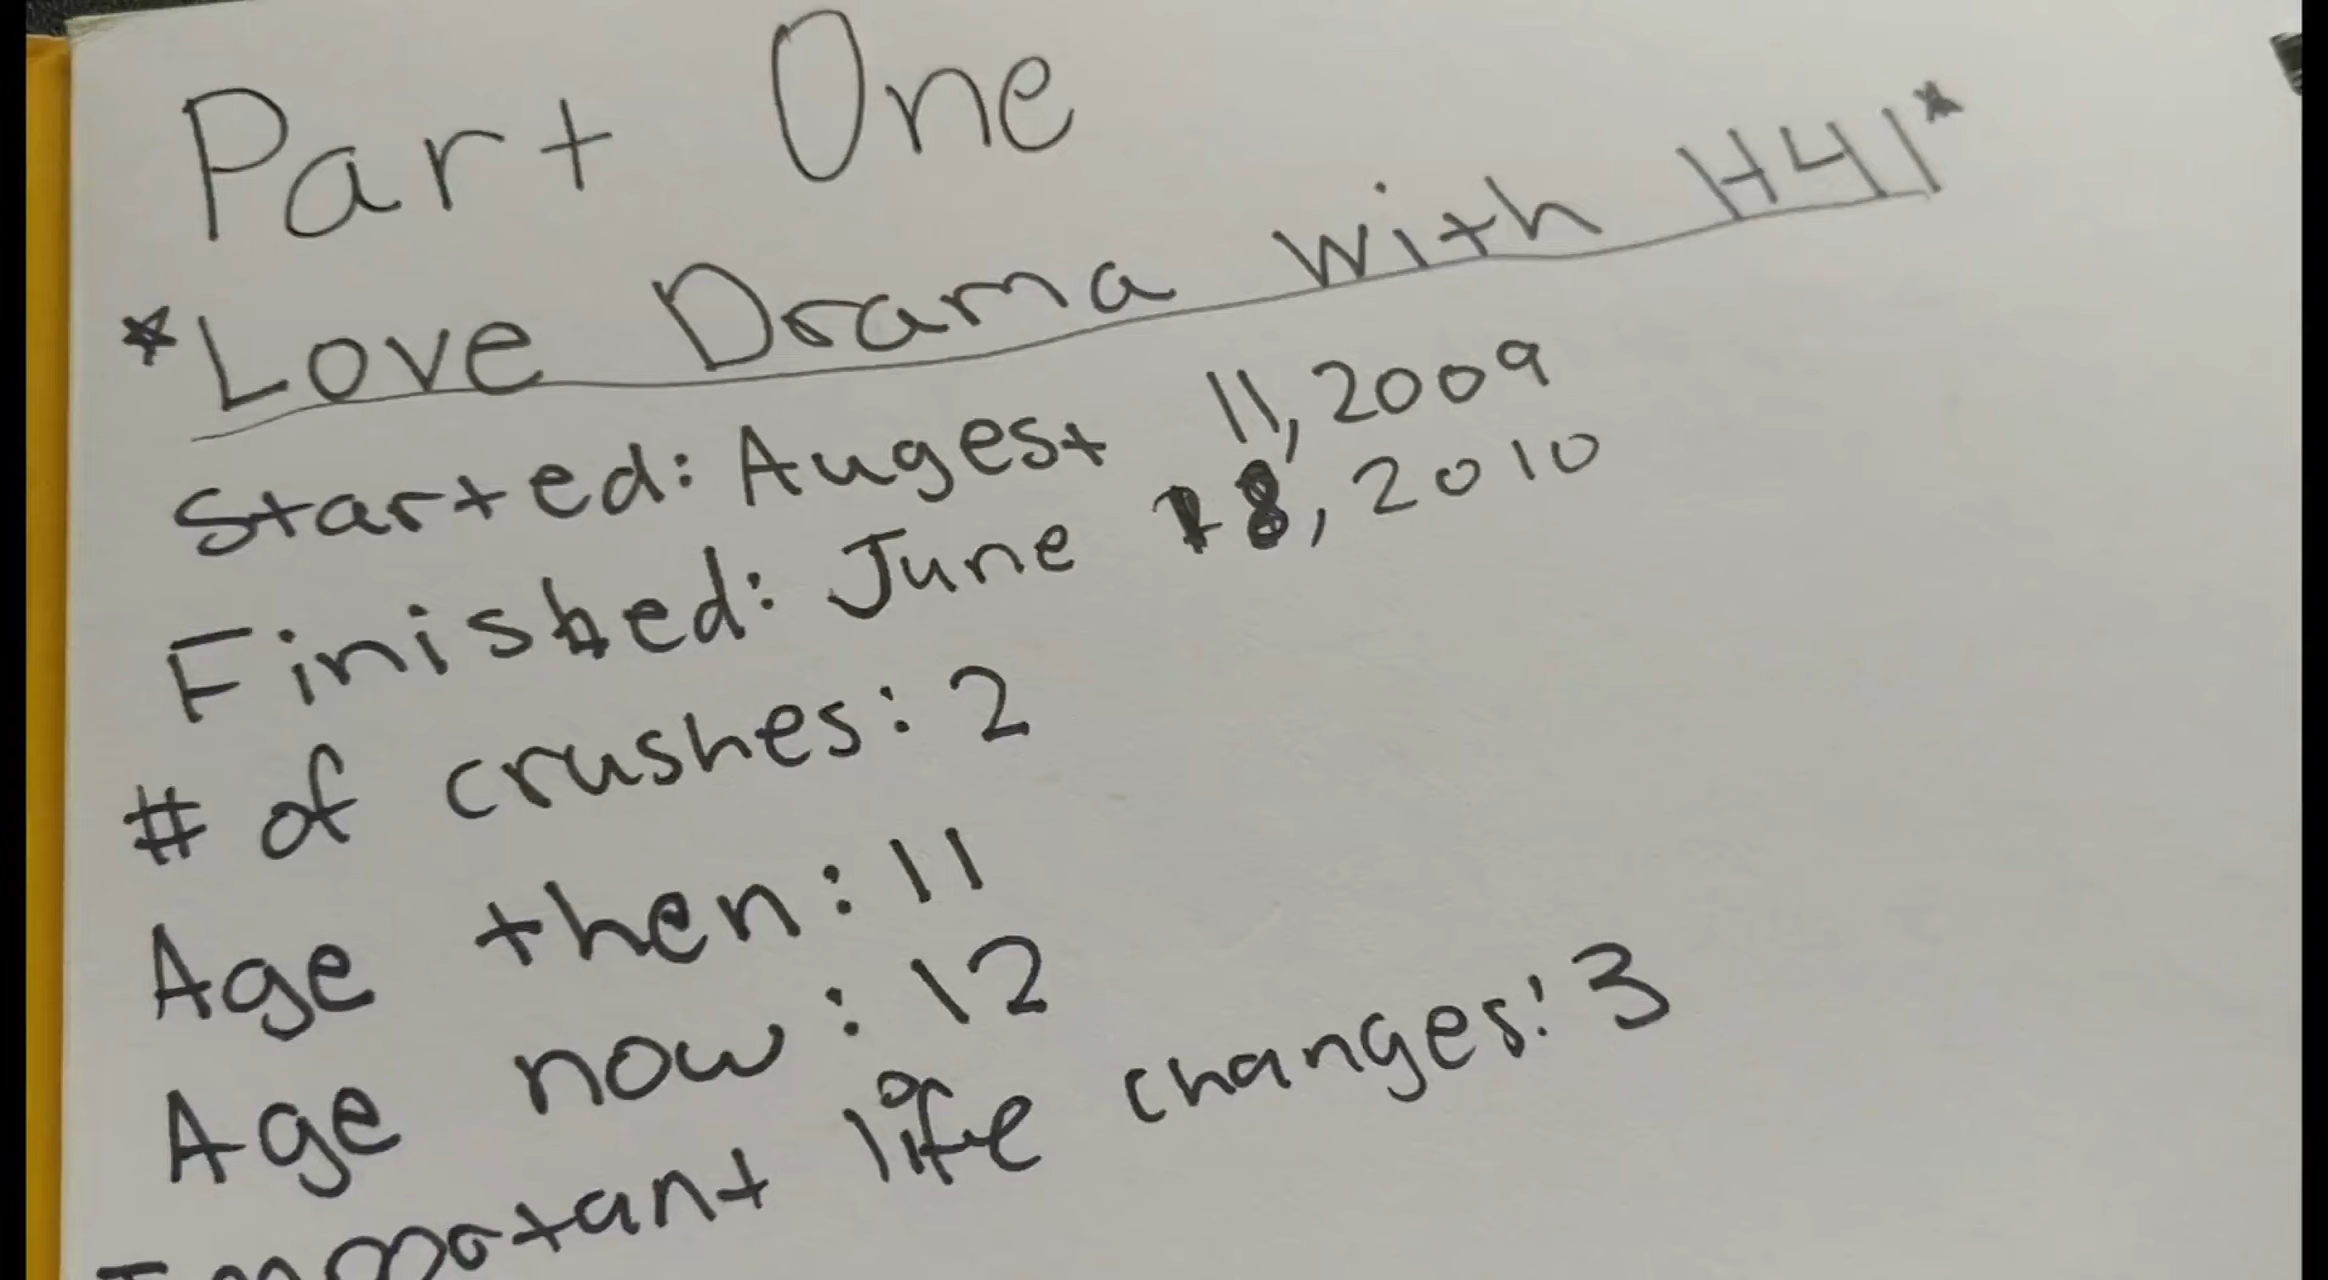 Part One
*Love Drama with H41*
Started: Augest 11, 2009
Finished: June 18, 2010
# of crushes: 2
Age then: 11
Age now: 12
life changes: 3